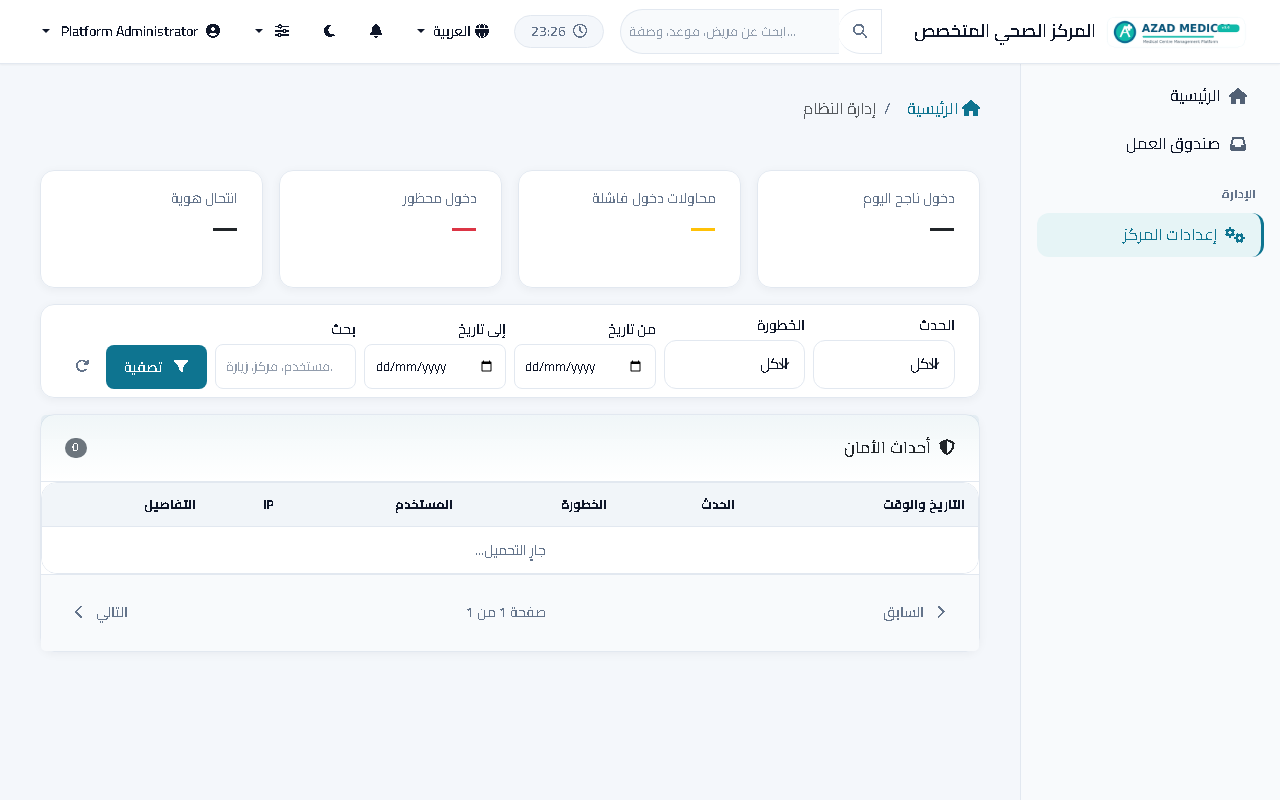 AZAD MEDIC
Medical Centre Management Platform
المركز الصحي المتخصص
ابحث عن مريض، موعد، وصفة...
23:26
العربية
Platform Administrator
الرئيسية
صندوق العمل
الإدارة
إعدادات المركز
الرئيسية / إدارة النظام
دخول ناجح اليوم
—
محاولات دخول فاشلة
—
دخول محظور
—
انتحال هوية
—
الحدث
الكل
الخطورة
الكل
من تاريخ
dd/mm/yyyy
إلى تاريخ
dd/mm/yyyy
بحث
مستخدم، مركز، زيارة
تصفية
أحداث الأمان
0
التاريخ والوقت الحدث الخطورة المستخدم IP التفاصيل
جارٍ التحميل...
السابق
صفحة 1 من 1
التالي